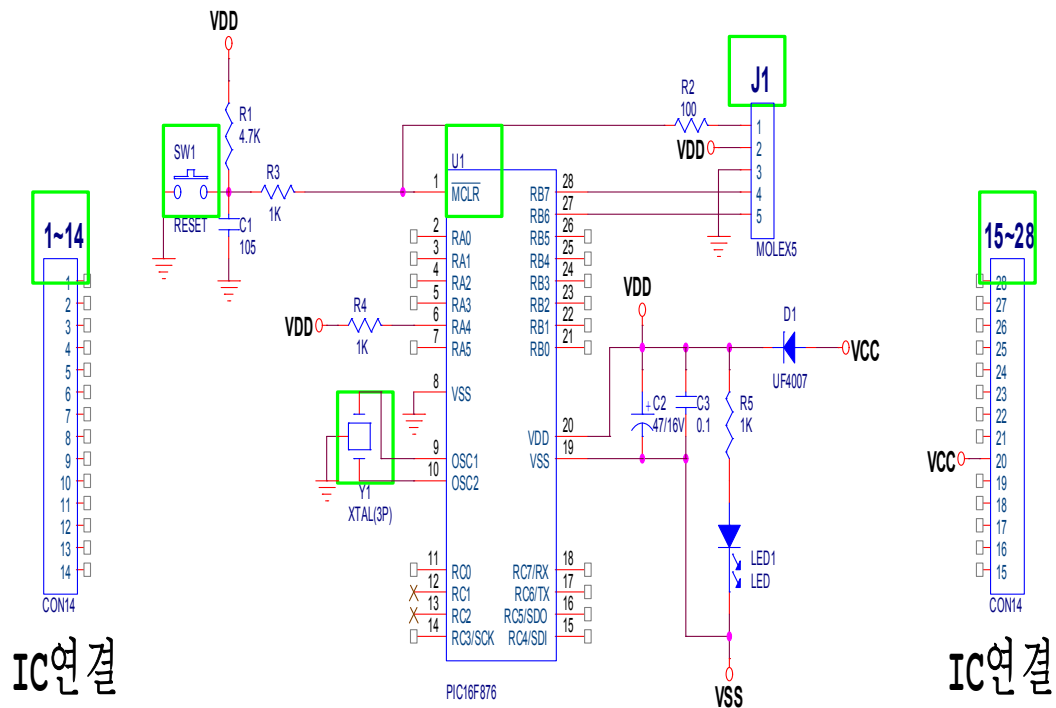 VDD
R1
4.7K
SW1
RESET
R3
1K
C1
105
U1
1
MCLR
2
RA0
3
RA1
4
RA2
5
RA3
6
RA4
7
RA5
8
VSS
9
OSC1
10
OSC2
11
RC0
12
RC1
13
RC2
14
RC3/SCK
28
RB7
27
RB6
26
RB5
25
RB4
24
RB3
23
RB2
22
RB1
21
RB0
20
VDD
19
VSS
18
RC7/RX
17
RC6/TX
16
RC5/SDO
15
RC4/SDI
PIC16F876
VDD
R4
1K
Y1
XTAL(3P)
R2
100
VDD
J1
1
2
3
4
5
MOLEX5
VDD
D1
UF4007
VCC
C2
+
47/16V
C3
0.1
R5
1K
LED1
LED
VSS
1~14
1
2
3
4
5
6
7
8
9
10
11
12
13
14
CON14
IC연결
15~28
28
27
26
25
24
23
22
21
VCC
20
19
18
17
16
15
CON14
IC연결